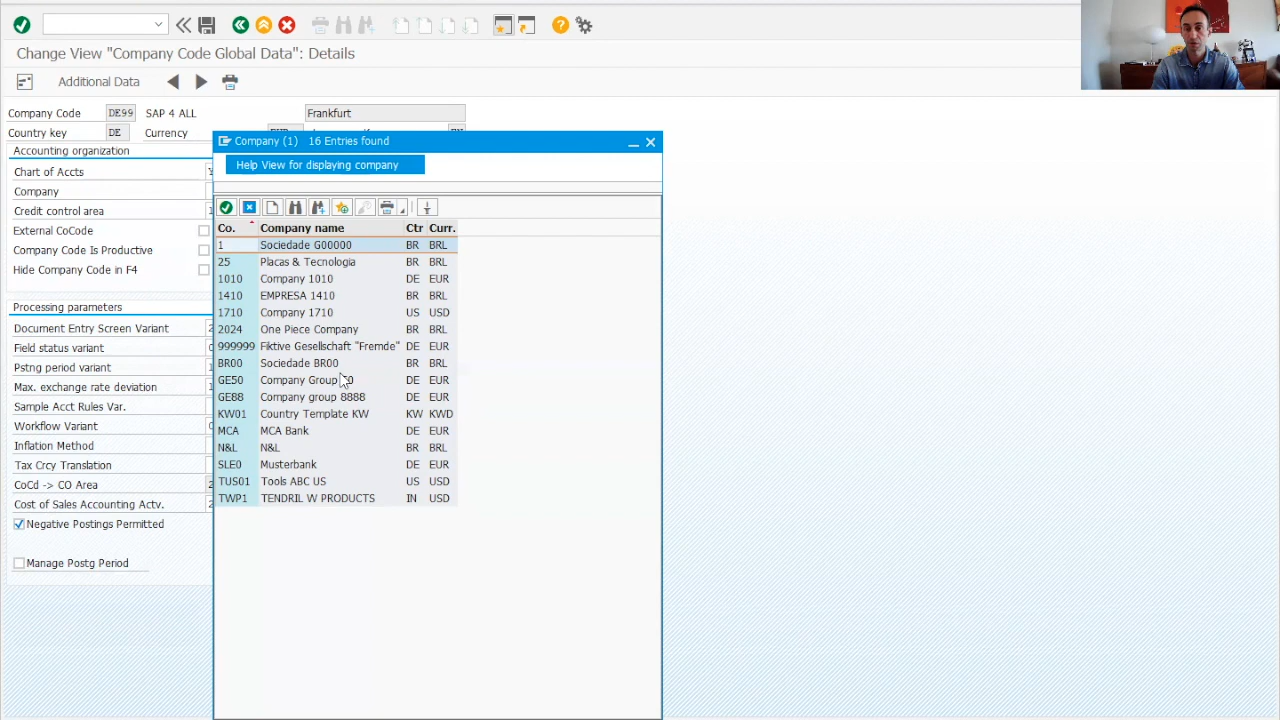 Change View "Company Code Global Data": Details
Additional Data
Company Code DE99 SAP 4 ALL Frankfurt
Country key DE Currency
Accounting organization
Chart of Accts
Company
Credit control area
External CoCode
Company Code Is Productive
Hide Company Code in F4
Processing parameters
Document Entry Screen Variant
Field status variant
Pstng period variant
Max. exchange rate deviation
Sample Acct Rules Var.
Workflow Variant
Inflation Method
Tax Crcy Translation
CoCd -> CO Area
Cost of Sales Accounting Actv.
Negative Postings Permitted
Manage Postg Period
Company (1) 16 Entries found
Help View for displaying company
Co. Company name Ctr Curr.
1 Sociedade G00000 BR BRL
25 Placas & Tecnologia BR BRL
1010 Company 1010 DE EUR
1410 EMPRESA 1410 BR BRL
1710 Company 1710 US USD
2024 One Piece Company BR BRL
999999 Fiktive Gesellschaft "Fremde" DE EUR
BR00 Sociedade BR00 BR BRL
GE50 Company Group DE EUR
GE88 Company group 8888 DE EUR
KW01 Country Template KW KW KWD
MCA MCA Bank DE EUR
N&L N&L BR BRL
SLE0 Musterbank DE EUR
TUS01 Tools ABC US US USD
TWP1 TENDRIL W PRODUCTS IN USD